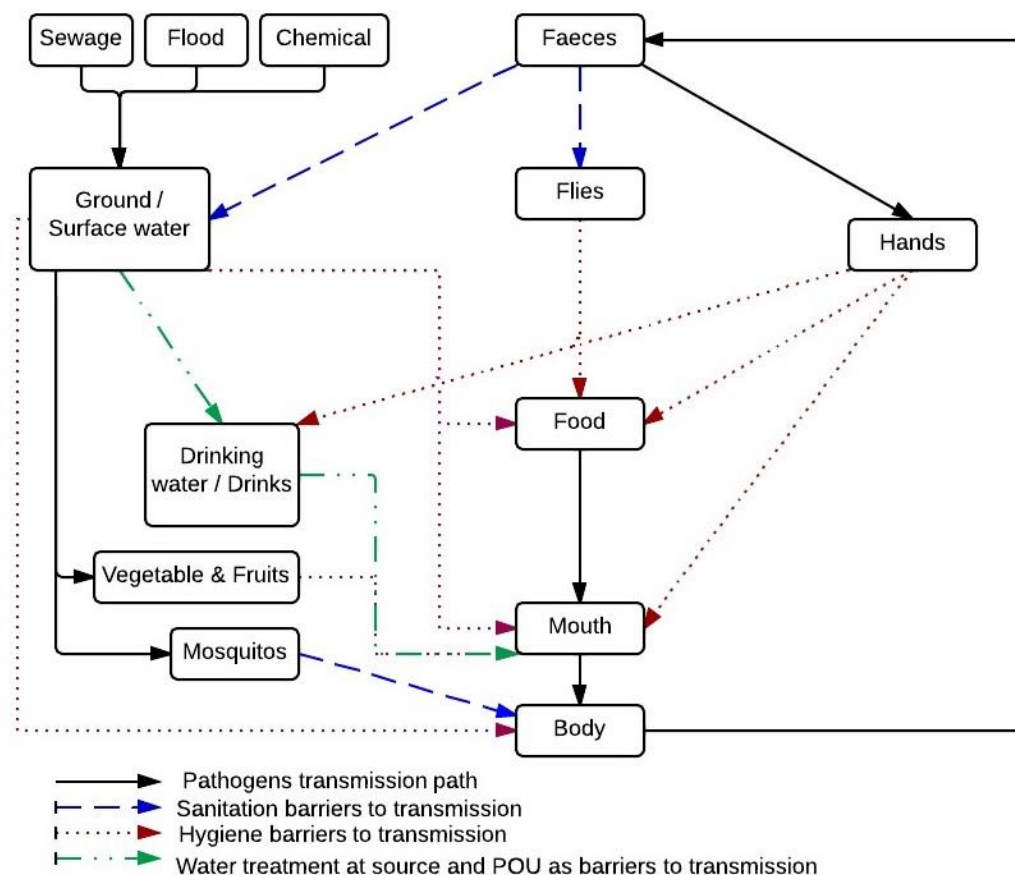 Sewage
Flood
Chemical
Faeces
Ground /
Surface water
Flies
Hands
Drinking
water / Drinks
Food
Vegetable & Fruits
Mouth
Mosquitos
Body
Pathogens transmission path
Sanitation barriers to transmission
Hygiene barriers to transmission
Water treatment at source and POU as barriers to transmission